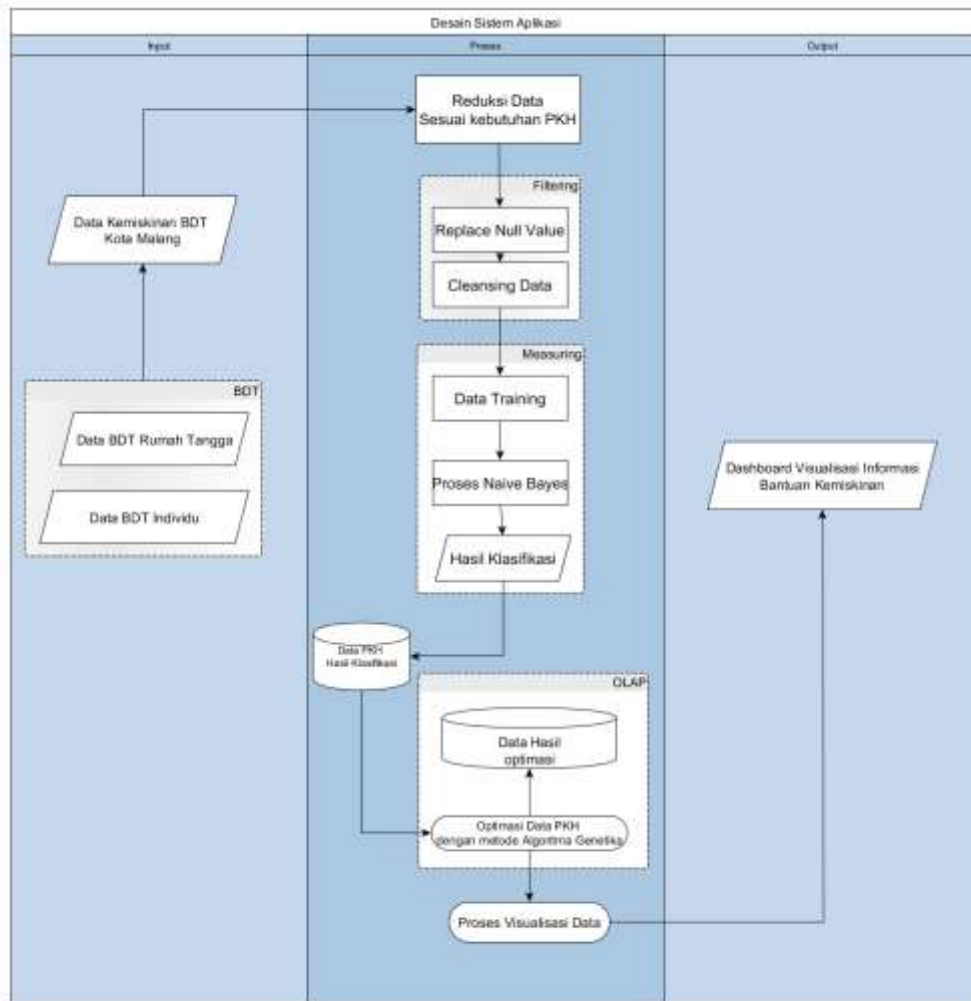 Desain Sistem Aplikasi
Input
Proses
Output
Reduksi Data
Sesuai kebutuhan PKH
Filtering
Replace Null Value
Cleansing Data
Data Kemiskinan BDT
Kota Malang
BDT
Data BDT Rumah Tangga
Data BDT Individu
Measuring
Data Training
Proses Naive Bayes
Hasil Klasifikasi
Data PKH
Hasil Klasifikasi
OLAP
Data Hasil
optimasi
Optimasi Data PKH
dengan metode Algoritma Genetika
Proses Visualisasi Data
Dashboard Visualisasi Informasi
Bantuan Kemiskinan